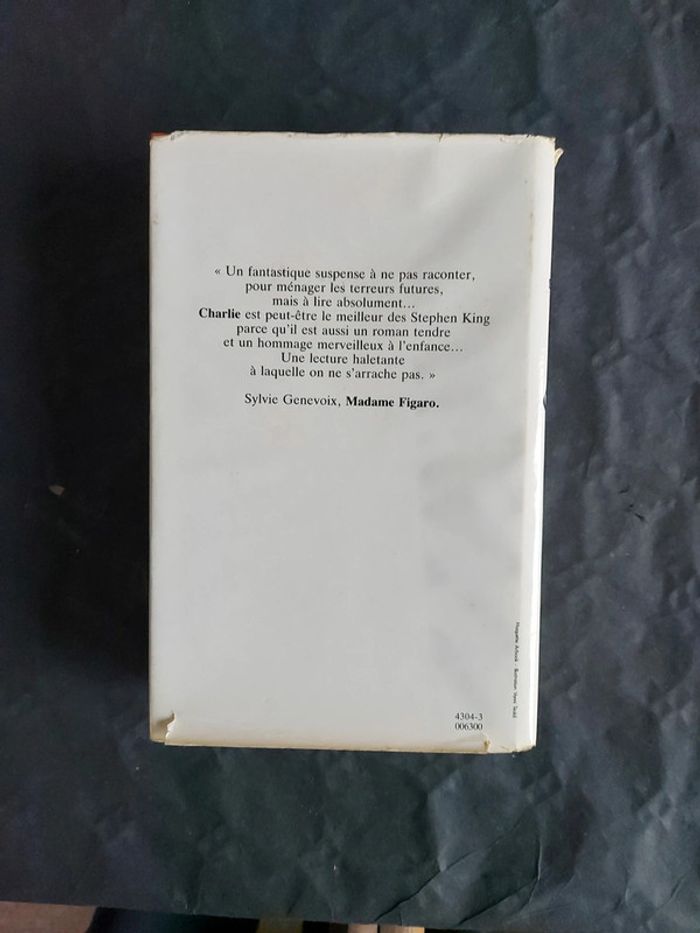 « Un fantastique suspense à ne pas raconter,
pour ménager les terreurs futures,
mais à lire absolument...
Charlie est peut-être le meilleur des Stephen King
parce qu'il est aussi un roman tendre
et un hommage merveilleux à l'enfance...
Une lecture haletante
à laquelle on ne s'arrache pas. »
Sylvie Genevoix, Madame Figaro.
4304-3
006300
Maquette - Illustration